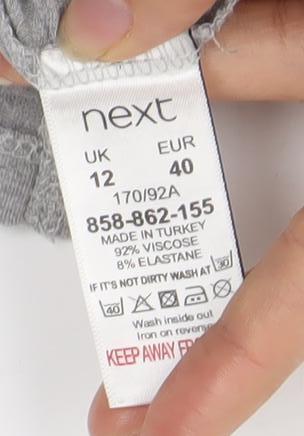 next
UK EUR
12 40
170/92A
858-862-155
MADE IN TURKEY
92% VISCOSE
8% ELASTANE
IF IT'S NOT DIRTY WASH AT 30
40
Wash inside out
Iron on reverse
KEEP AWAY